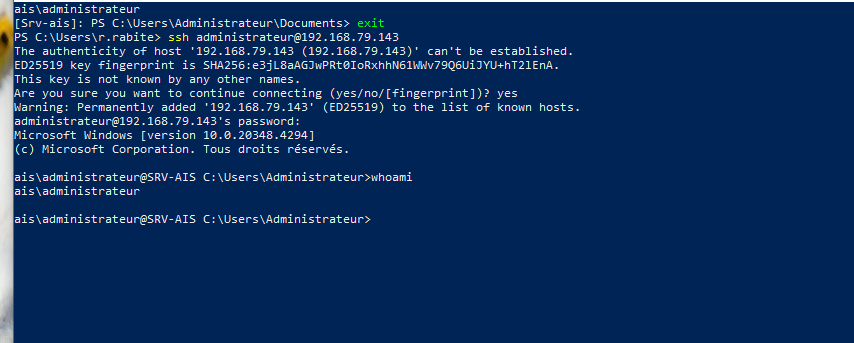 ais\administrateur
[Srv-ais]: PS C:\Users\Administrateur\Documents> exit
PS C:\Users\r.rabite> ssh administrateur@192.168.79.143
The authenticity of host '192.168.79.143 (192.168.79.143)' can't be established.
ED25519 key fingerprint is SHA256:e3jL8aAGJwPRt0IoRxhhN61WWv79Q6UiJYU+hT2lEnA.
This key is not known by any other names.
Are you sure you want to continue connecting (yes/no/[fingerprint])? yes
Warning: Permanently added '192.168.79.143' (ED25519) to the list of known hosts.
administrateur@192.168.79.143's password:
Microsoft Windows [version 10.0.20348.4294]
(c) Microsoft Corporation. Tous droits réservés.
ais\administrateur@SRV-AIS C:\Users\Administrateur>whoami
ais\administrateur
ais\administrateur@SRV-AIS C:\Users\Administrateur>